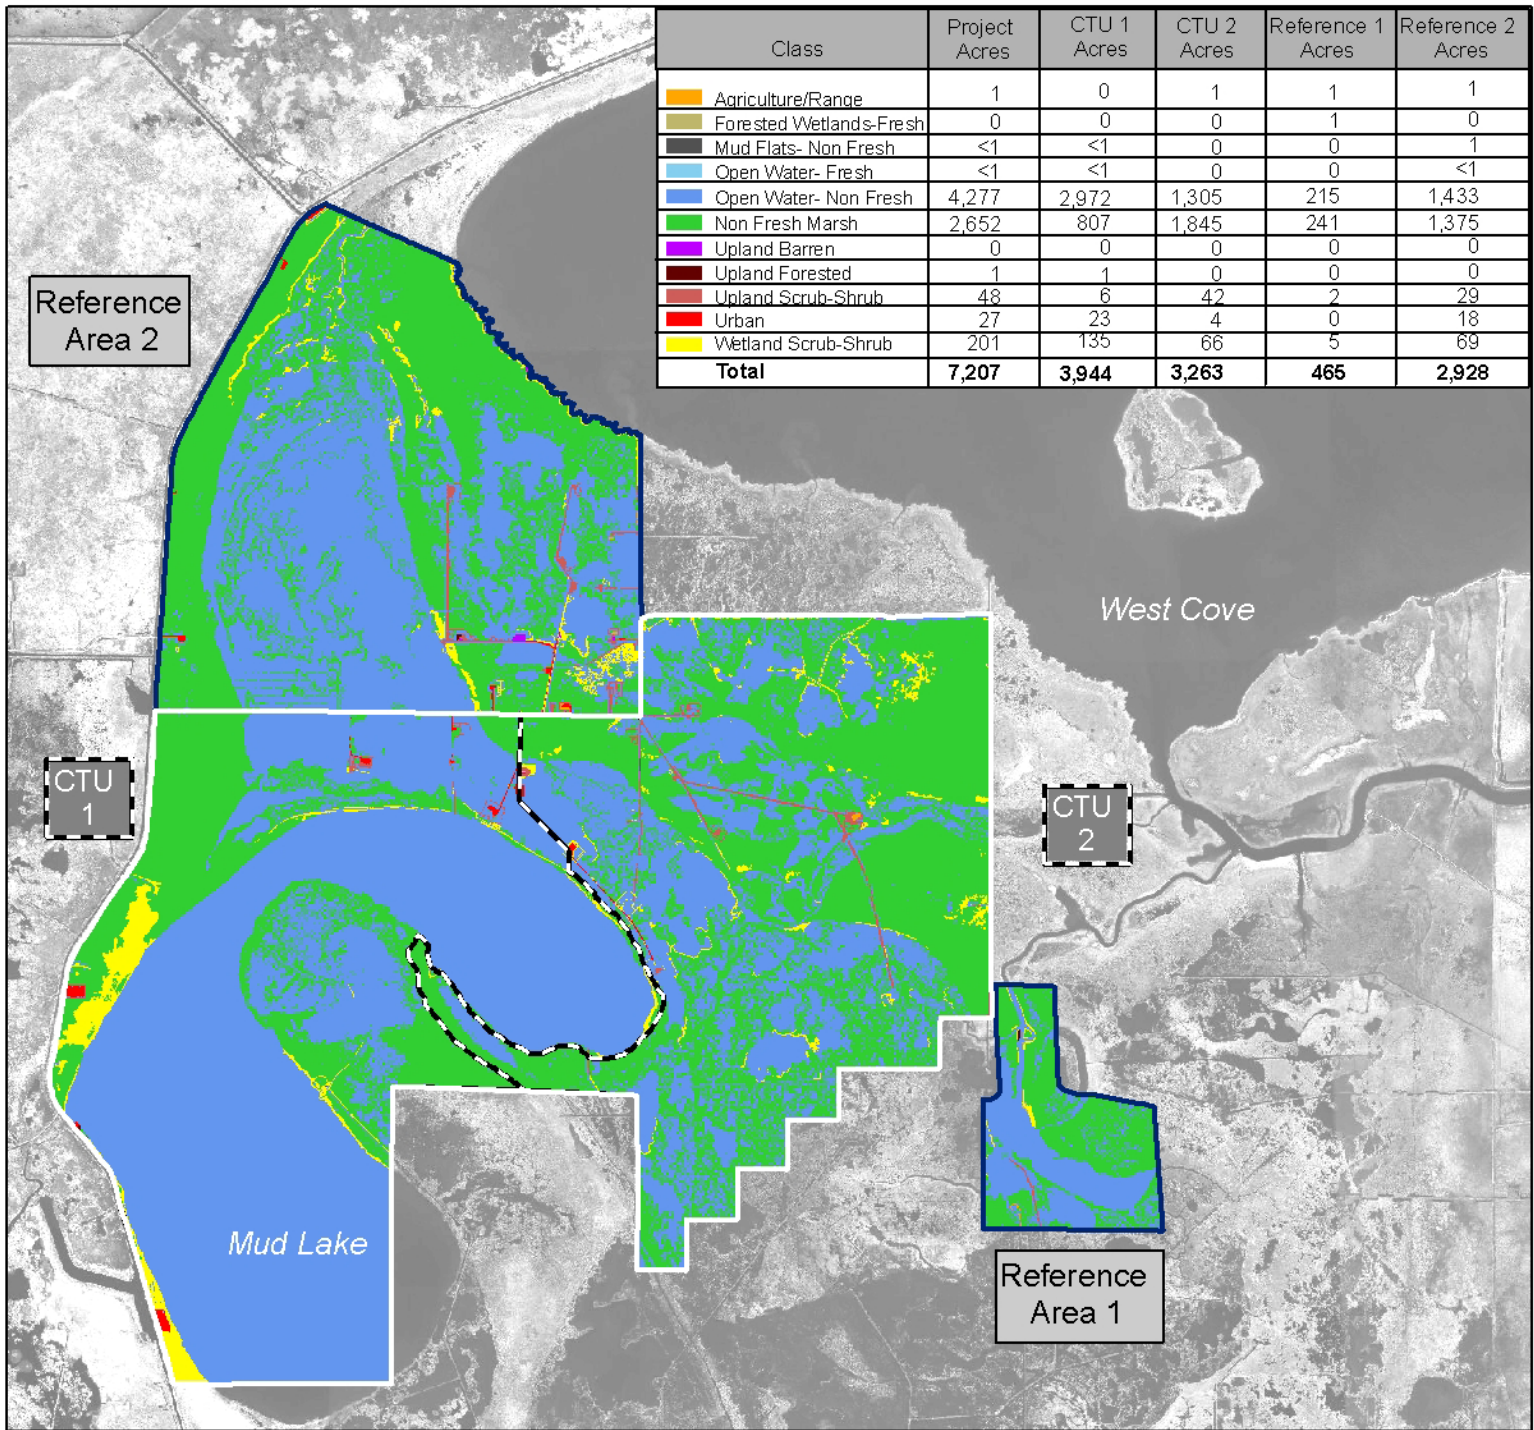 Class Project Acres CTU 1 Acres CTU 2 Acres Reference 1 Acres Reference 2 Acres
Agriculture/Range 1 0 1 1 1
Forested Wetlands-Fresh 0 0 0 1 0
Mud Flats- Non Fresh <1 <1 0 0 1
Open Water- Fresh <1 <1 0 0 <1
Open Water- Non Fresh 4,277 2,972 1,305 215 1,433
Non Fresh Marsh 2,652 807 1,845 241 1,375
Upland Barren 0 0 0 0 0
Upland Forested 1 1 0 0 0
Upland Scrub-Shrub 48 6 42 2 29
Urban 27 23 4 0 18
Wetland Scrub-Shrub 201 135 66 5 69
Total 7,207 3,944 3,263 465 2,928
Reference
Area 2
West Cove
CTU
1
CTU
2
Mud Lake
Reference
Area 1